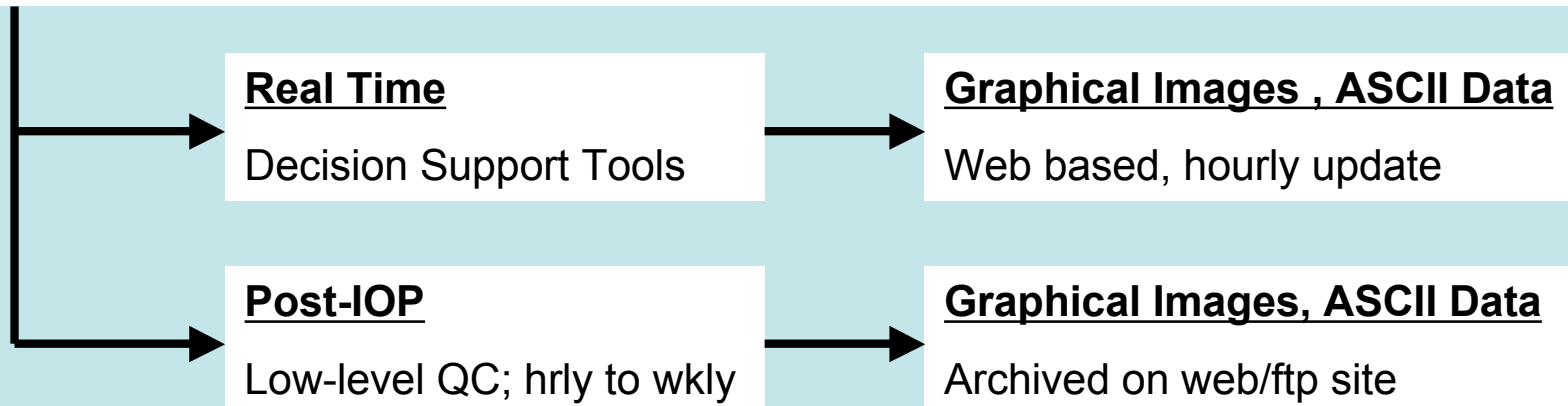 Real Time
Decision Support Tools
Graphical Images , ASCII Data
Web based, hourly update
Post-IOP
Low-level QC; hrly to wkly
Graphical Images, ASCII Data
Archived on web/ftp site